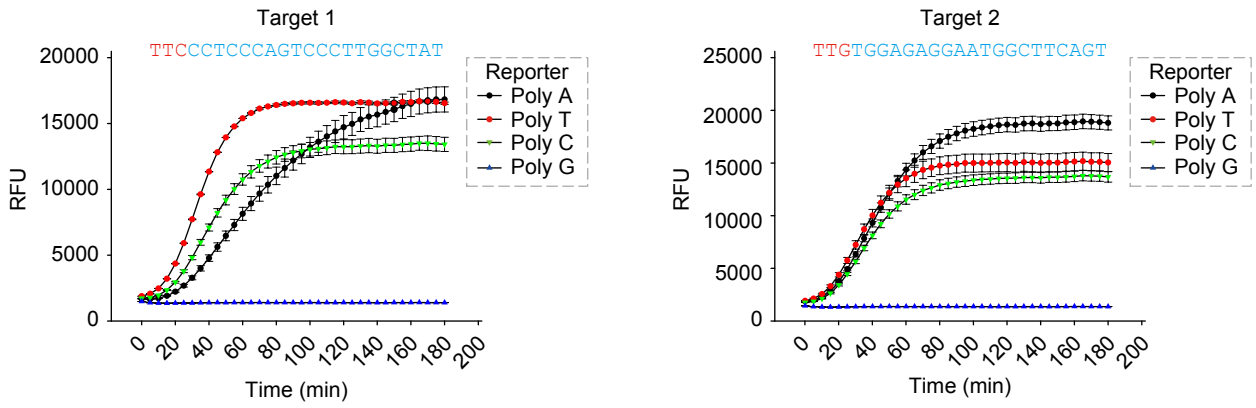 Target 1
TTCCCTCCCAGTCCCTTGGCTAT
20000
15000
10000
5000
0
RFU
0
20
40
60
80
100
120
140
160
180
200
Time (min)
Reporter
Poly A
Poly T
Poly C
Poly G
Target 2
TTGTGGAGAGGAATGGCTTCAGT
25000
20000
15000
10000
5000
0
RFU
0
20
40
60
80
100
120
140
160
180
200
Time (min)
Reporter
Poly A
Poly T
Poly C
Poly G